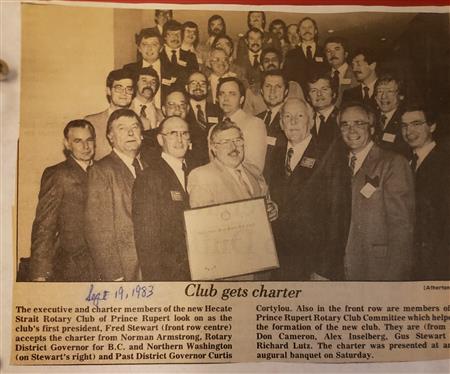 (Atherton
Club gets charter
Sept 19, 1983
The executive and charter members of the new Hecate
Strait Rotary Club of Prince Rupert look on as the
club's first president, Fred Stewart (front row centre)
accepts the charter from Norman Armstrong, Rotary
District Governor for B.C. and Northern Washington
(on Stewart's right) and Past District Governor Curtis
Cortylou. Also in the front row are members of
Prince Rupert Rotary Club Committee which helpe
the formation of the new club. They are (from
Don Cameron, Alex Inselberg, Gus Stewart
Richard Lutz. The charter was presented at an
augural banquet on Saturday.